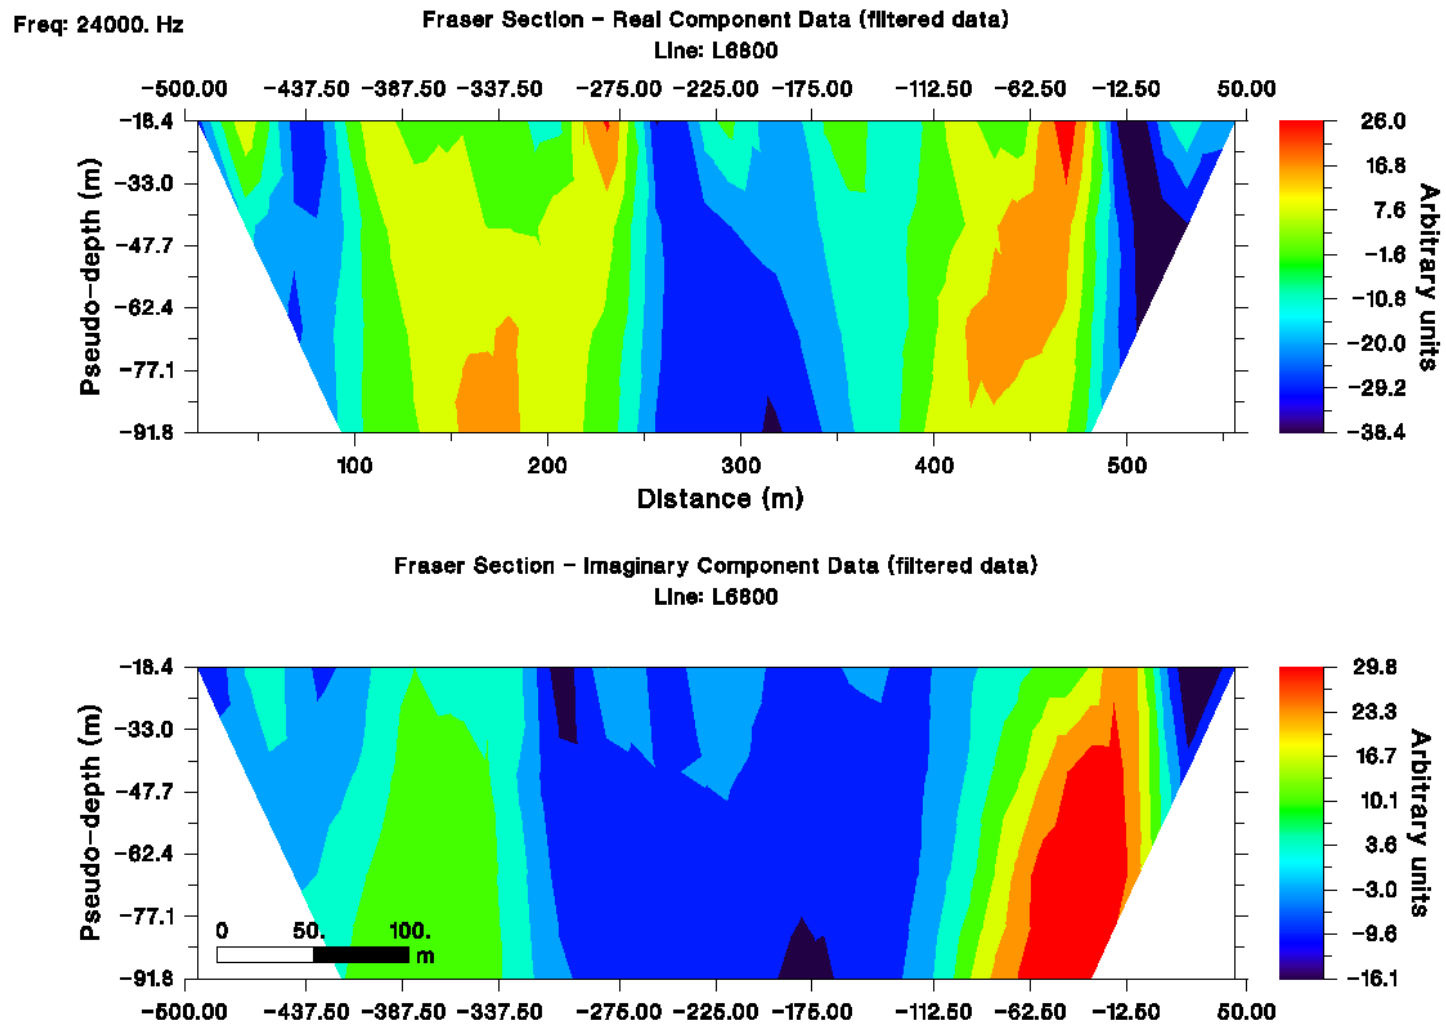 Freq: 24000. Hz
Fraser Section - Real Component Data (filtered data)
Line: L6800
-500.00 -437.50 -387.50 -337.50 -275.00 -225.00 -175.00 -112.50 -62.50 -12.50 50.00
-18.4
-33.0
-47.7
-62.4
-77.1
-91.8
Pseudo-depth (m)
100 200 300 400 500
Distance (m)
26.0
16.8
7.6
-1.6
-10.8
-20.0
-29.2
-38.4
Arbitrary units
Fraser Section - Imaginary Component Data (filtered data)
Line: L6800
-18.4
-33.0
-47.7
-62.4
-77.1
-91.8
Pseudo-depth (m)
0 50. 100.
m
29.8
23.3
16.7
10.1
3.6
-3.0
-9.6
-16.1
Arbitrary units
-500.00 -437.50 -387.50 -337.50 -275.00 -225.00 -175.00 -112.50 -62.50 -12.50 50.00